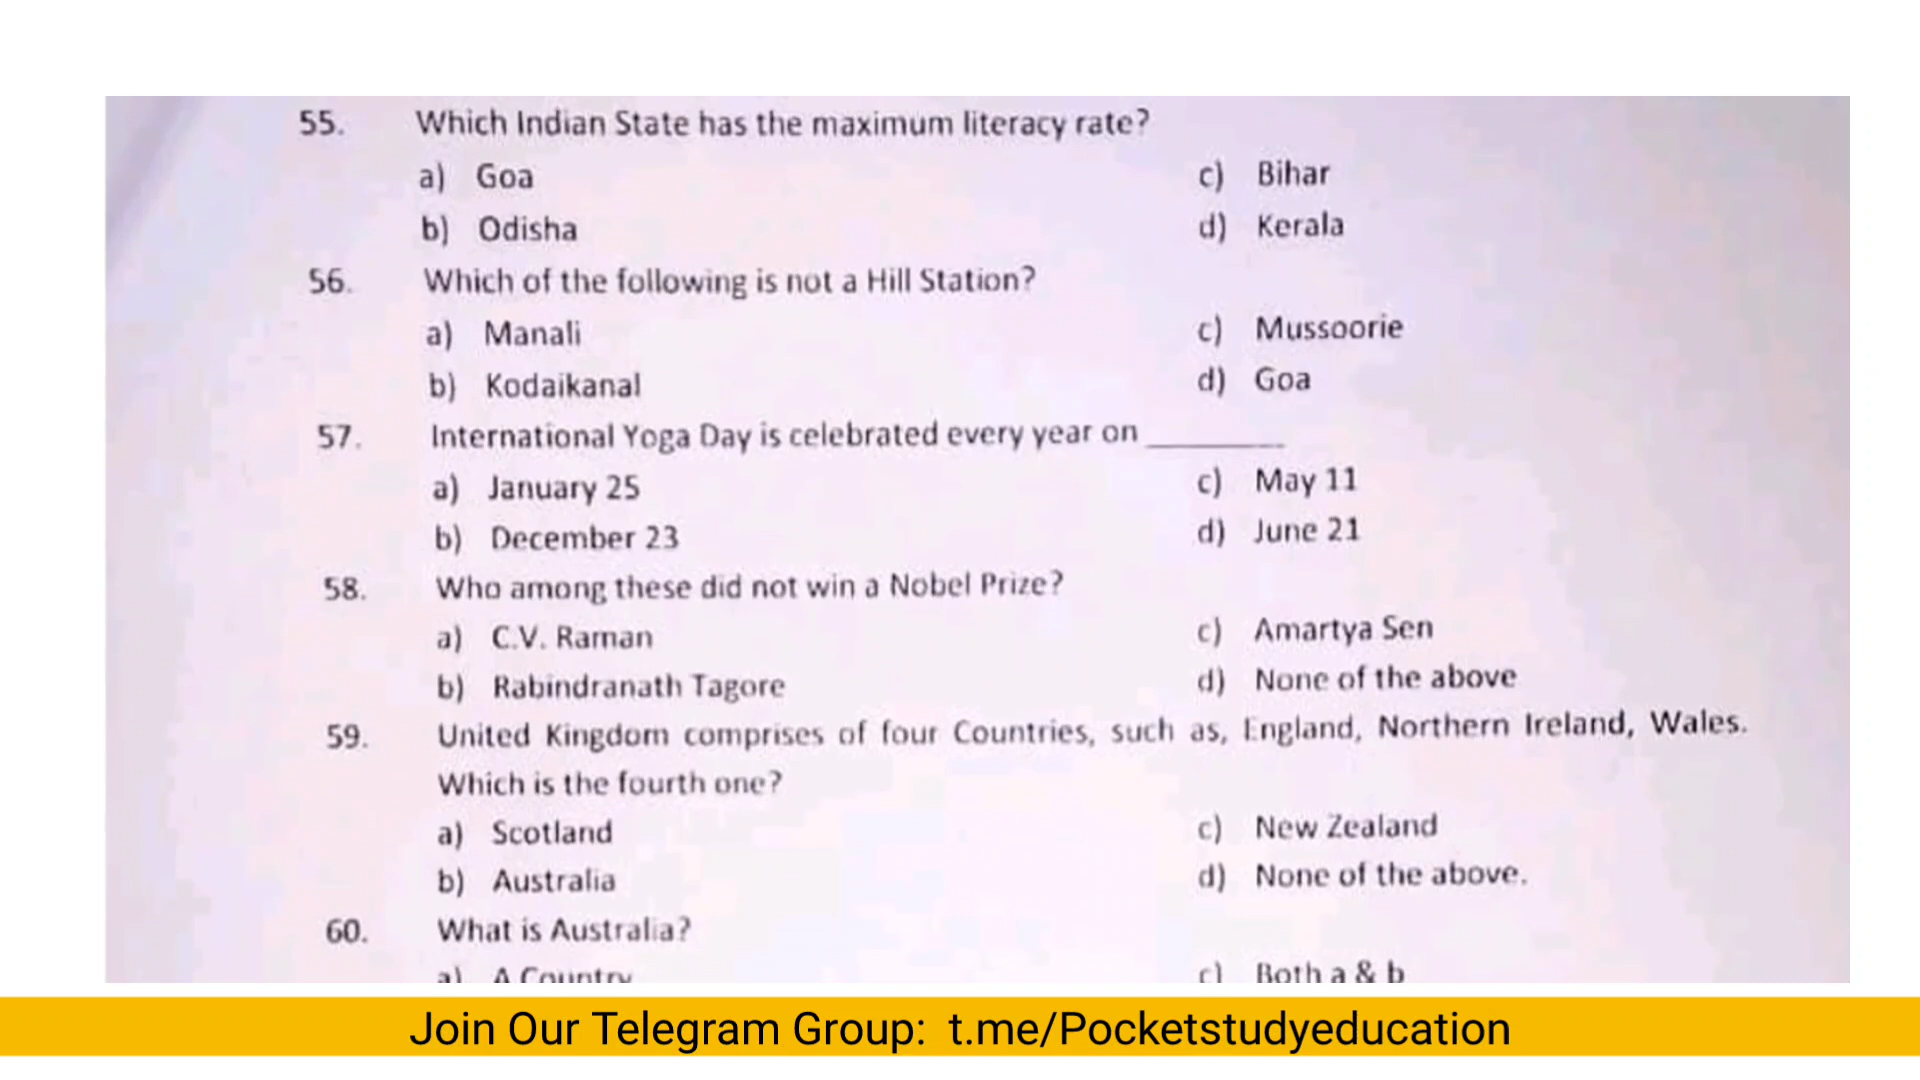 55. Which Indian State has the maximum literacy rate?
a) Goa c) Bihar
b) Odisha d) Kerala
56. Which of the following is not a Hill Station?
a) Manali c) Mussoorie
b) Kodaikanal d) Goa
57. International Yoga Day is celebrated every year on ________
a) January 25 c) May 11
b) December 23 d) June 21
58. Who among these did not win a Nobel Prize?
a) C.V. Raman c) Amartya Sen
b) Rabindranath Tagore d) None of the above
59. United Kingdom comprises of four Countries, such as, England, Northern Ireland, Wales.
Which is the fourth one?
a) Scotland c) New Zealand
b) Australia d) None of the above.
60. What is Australia?
a) A Country c) Both a & b
Join Our Telegram Group: t.me/Pocketstudyeducation